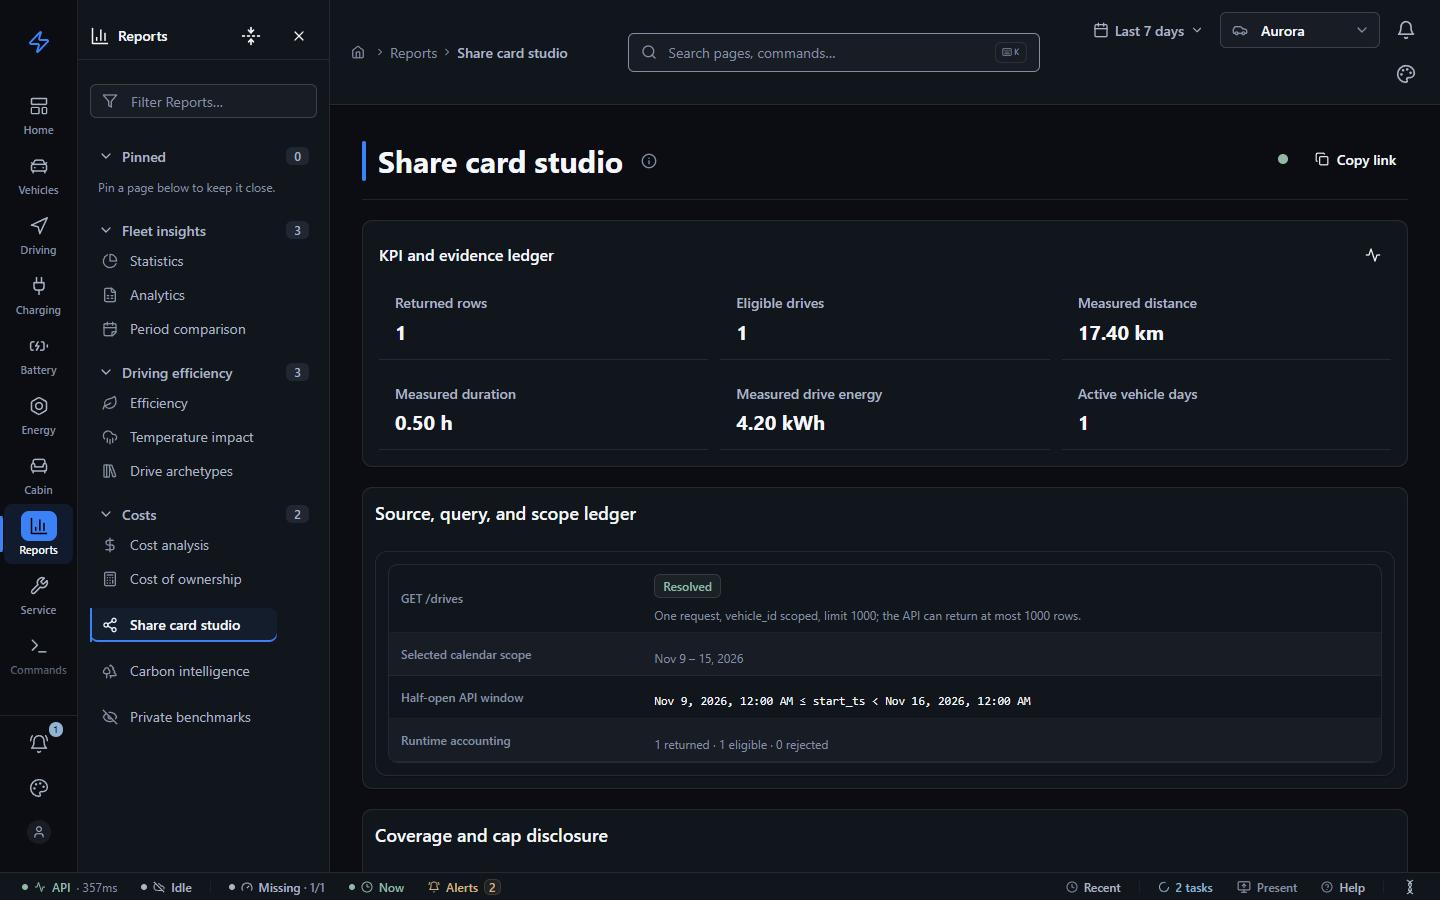 Reports
Reports
Share card studio
Search pages, commands...
K
Last 7 days
Aurora
Home
Vehicles
Driving
Charging
Battery
Energy
Cabin
Reports
Service
Commands
1
Filter Reports...
Pinned
0
Pin a page below to keep it close.
Fleet insights
3
Statistics
Analytics
Period comparison
Driving efficiency
3
Efficiency
Temperature impact
Drive archetypes
Costs
2
Cost analysis
Cost of ownership
Share card studio
Carbon intelligence
Private benchmarks
Share card studio
Copy link
KPI and evidence ledger
Returned rows
1
Eligible drives
1
Measured distance
17.40 km
Measured duration
0.50 h
Measured drive energy
4.20 kWh
Active vehicle days
1
Source, query, and scope ledger
GET /drives
Resolved
One request, vehicle_id scoped, limit 1000; the API can return at most 1000 rows.
Selected calendar scope
Nov 9 – 15, 2026
Half-open API window
Nov 9, 2026, 12:00 AM ≤ start_ts < Nov 16, 2026, 12:00 AM
Runtime accounting
1 returned · 1 eligible · 0 rejected
Coverage and cap disclosure
API · 357ms
Idle
Missing · 1/1
Now
Alerts 2
Recent
2 tasks
Present
Help